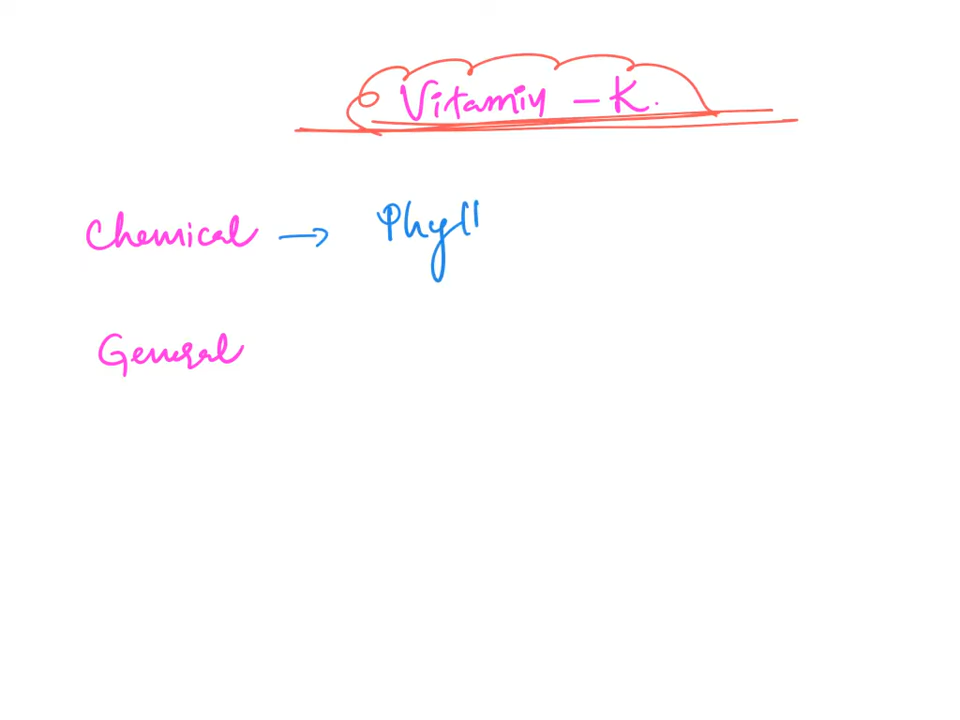 Vitamin - K.
Chemical → Phyll
General